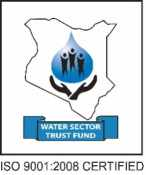 WATER SECTOR
TRUST FUND
ISO 9001:2008 CERTIFIED